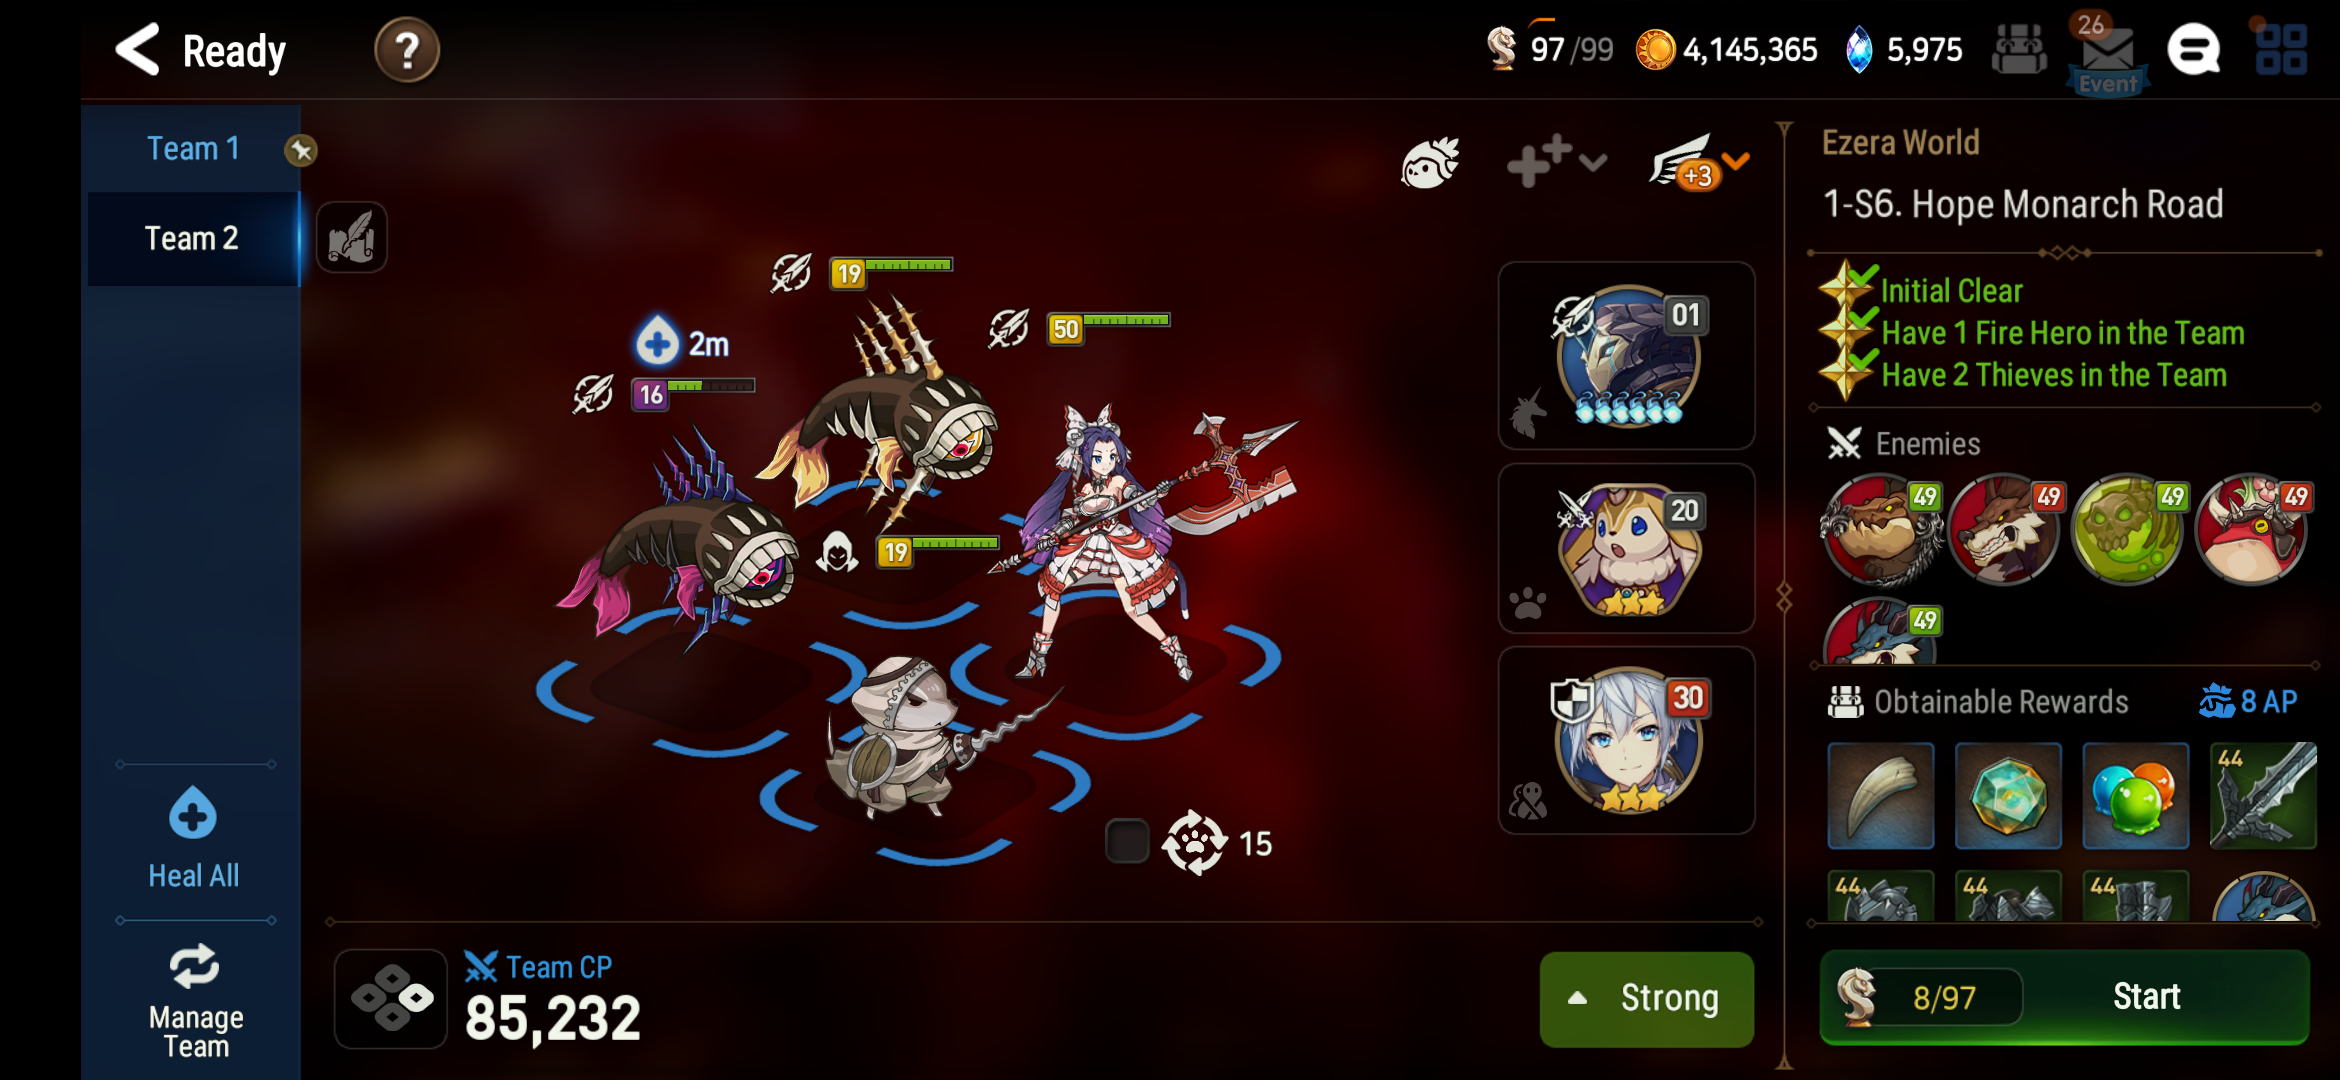 Ready
?
97/99
4,145,365
5,975
26
Event
Team 1
Team 2
Heal All
Manage
Team
19
50
2m
16
19
15
+3
01
20
30
Team CP
85,232
Strong
Ezera World
1-S6. Hope Monarch Road
Initial Clear
Have 1 Fire Hero in the Team
Have 2 Thieves in the Team
Enemies
49
49
49
49
49
Obtainable Rewards
8 AP
44
44
44
44
8/97
Start